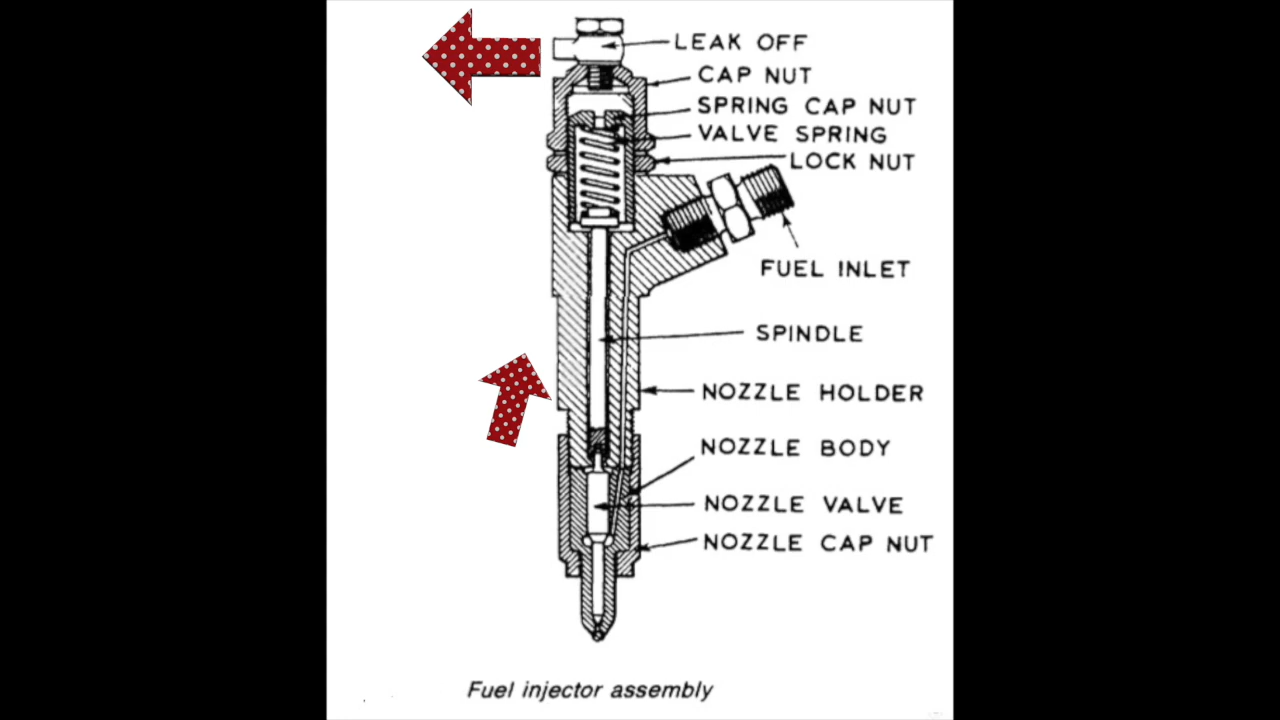 LEAK OFF
CAP NUT
SPRING CAP NUT
VALVE SPRING
LOCK NUT
FUEL INLET
SPINDLE
NOZZLE HOLDER
NOZZLE BODY
NOZZLE VALVE
NOZZLE CAP NUT
Fuel injector assembly